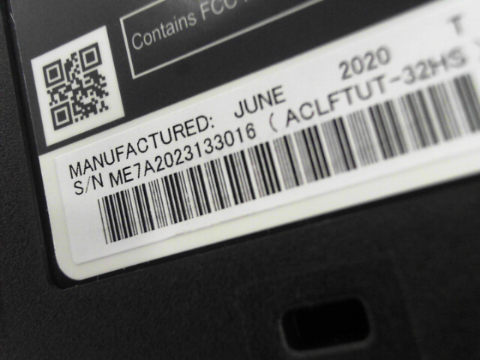 Contains FCC
MANUFACTURED: JUNE 2020 T
S/N ME7A2023133016 ( ACLFTUT-32HS